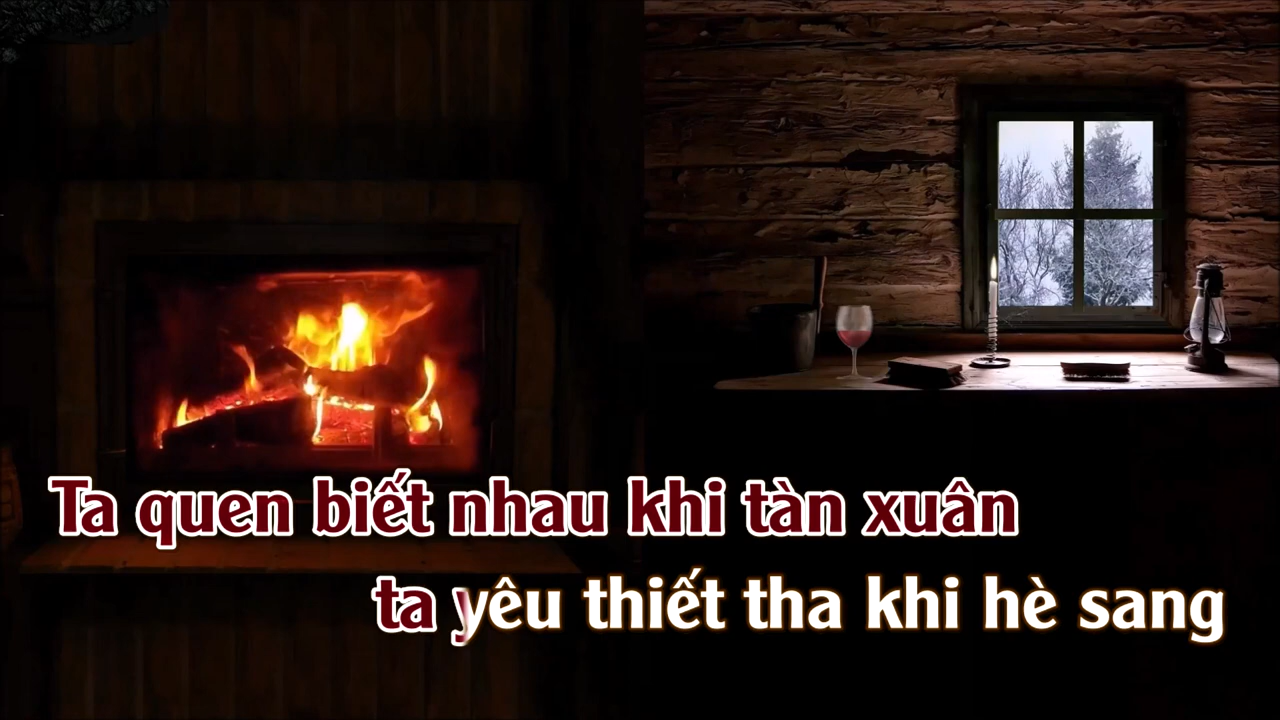 Ta quen biết nhau khi tàn xuân
ta yêu thiết tha khi hè sang